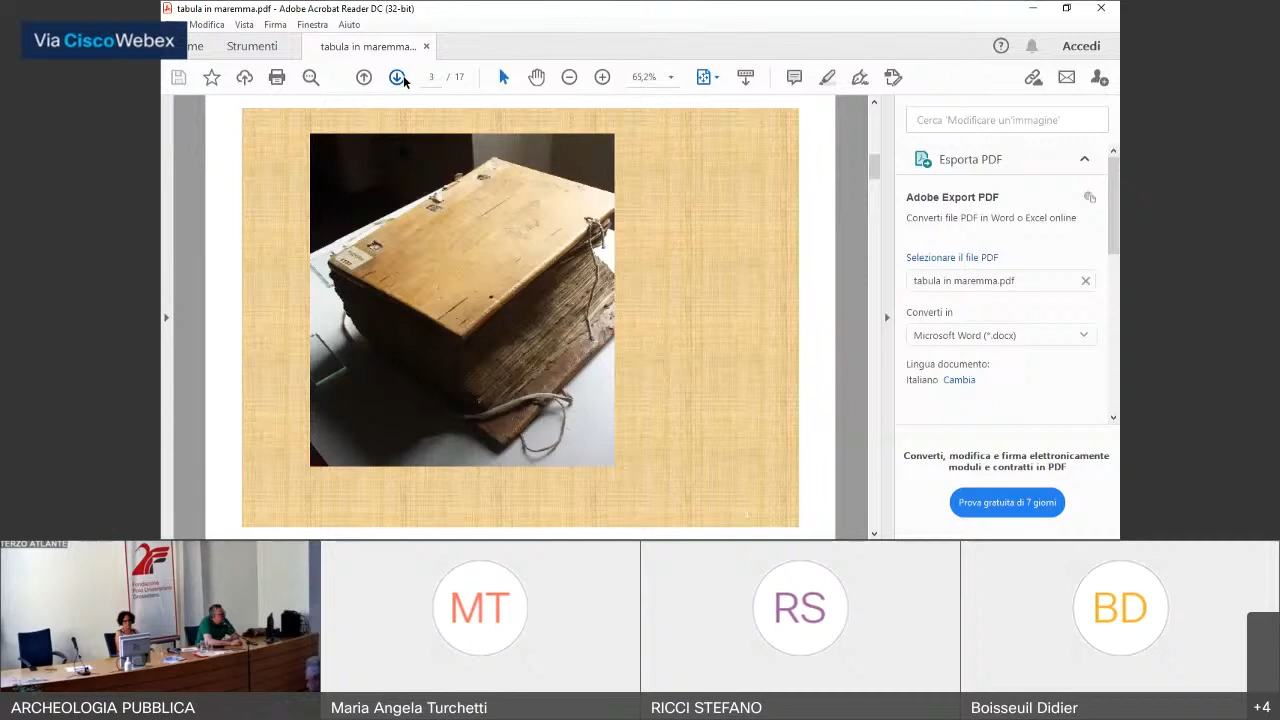 tabula in maremma.pdf - Adobe Acrobat Reader DC (32-bit)
Modifica Vista Firma Finestra Aiuto
Via CiscoWebex
Strumenti
tabula in maremma...
Accedi
3 / 17
65,2%
Cerca 'Modificare un'immagine'
Esporta PDF
Adobe Export PDF
Converti file PDF in Word o Excel online
Selezionare il file PDF
tabula in maremma.pdf
Converti in
Microsoft Word (*.docx)
Lingua documento:
Italiano Cambia
Converti, modifica e firma elettronicamente
moduli e contratti in PDF
Prova gratuita di 7 giorni
TERZO ATLANTE
Fondazione
Polo Universitario
Grossetano
MT
RS
BD
ARCHEOLOGIA PUBBLICA
Maria Angela Turchetti
RICCI STEFANO
Boisseuil Didier
+4